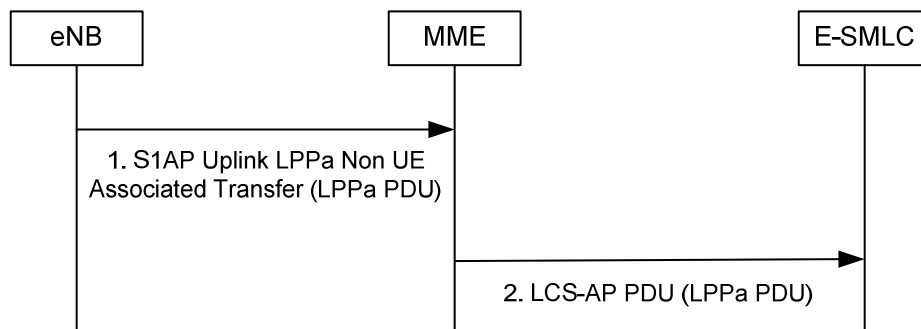 eNB
MME
E-SMLC
1. S1AP Uplink LPPa Non UE
Associated Transfer (LPPa PDU)
2. LCS-AP PDU (LPPa PDU)